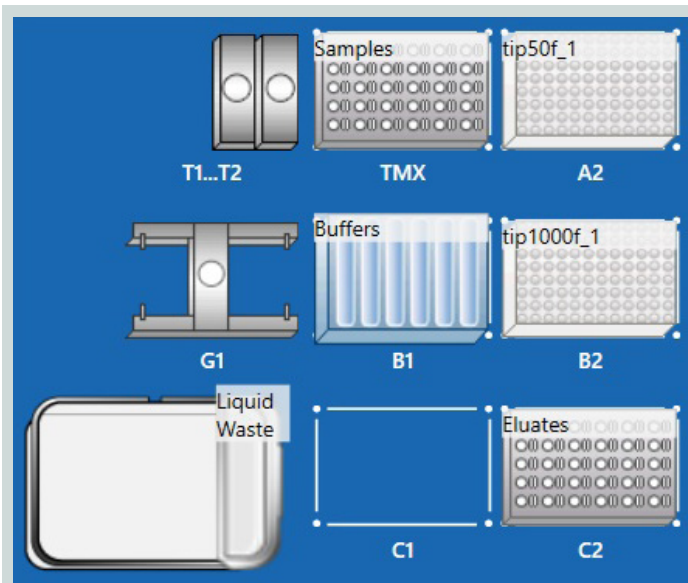 Samples
tip50f_1
T1...T2
TMX
A2
Buffers
tip1000f_1
G1
B1
B2
Liquid
Waste
Eluates
C1
C2